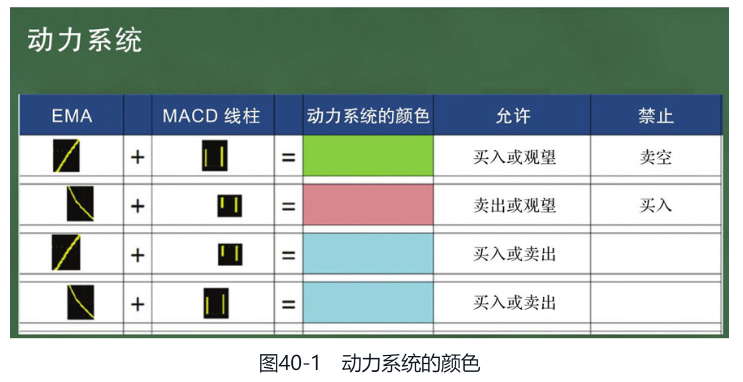 动力系统
EMA MACD 线柱 动力系统的颜色 允许 禁止
+ = 买入或观望 卖空
+ = 卖出或观望 买入
+ = 买入或卖出
+ = 买入或卖出
图40-1 动力系统的颜色